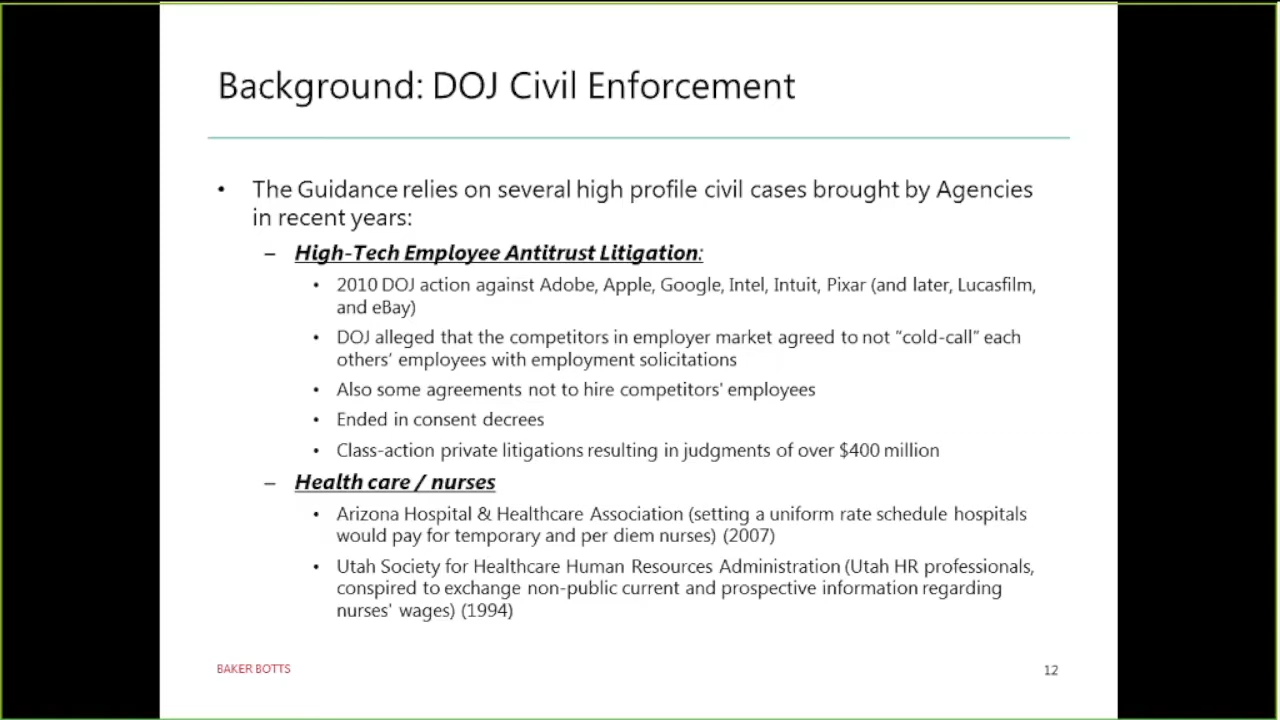 Background: DOJ Civil Enforcement
• The Guidance relies on several high profile civil cases brought by Agencies
in recent years:
– High-Tech Employee Antitrust Litigation:
• 2010 DOJ action against Adobe, Apple, Google, Intel, Intuit, Pixar (and later, Lucasfilm,
and eBay)
• DOJ alleged that the competitors in employer market agreed to not “cold-call” each
others’ employees with employment solicitations
• Also some agreements not to hire competitors' employees
• Ended in consent decrees
• Class-action private litigations resulting in judgments of over $400 million
– Health care / nurses
• Arizona Hospital & Healthcare Association (setting a uniform rate schedule hospitals
would pay for temporary and per diem nurses) (2007)
• Utah Society for Healthcare Human Resources Administration (Utah HR professionals,
conspired to exchange non-public current and prospective information regarding
nurses' wages) (1994)
BAKER BOTTS
12